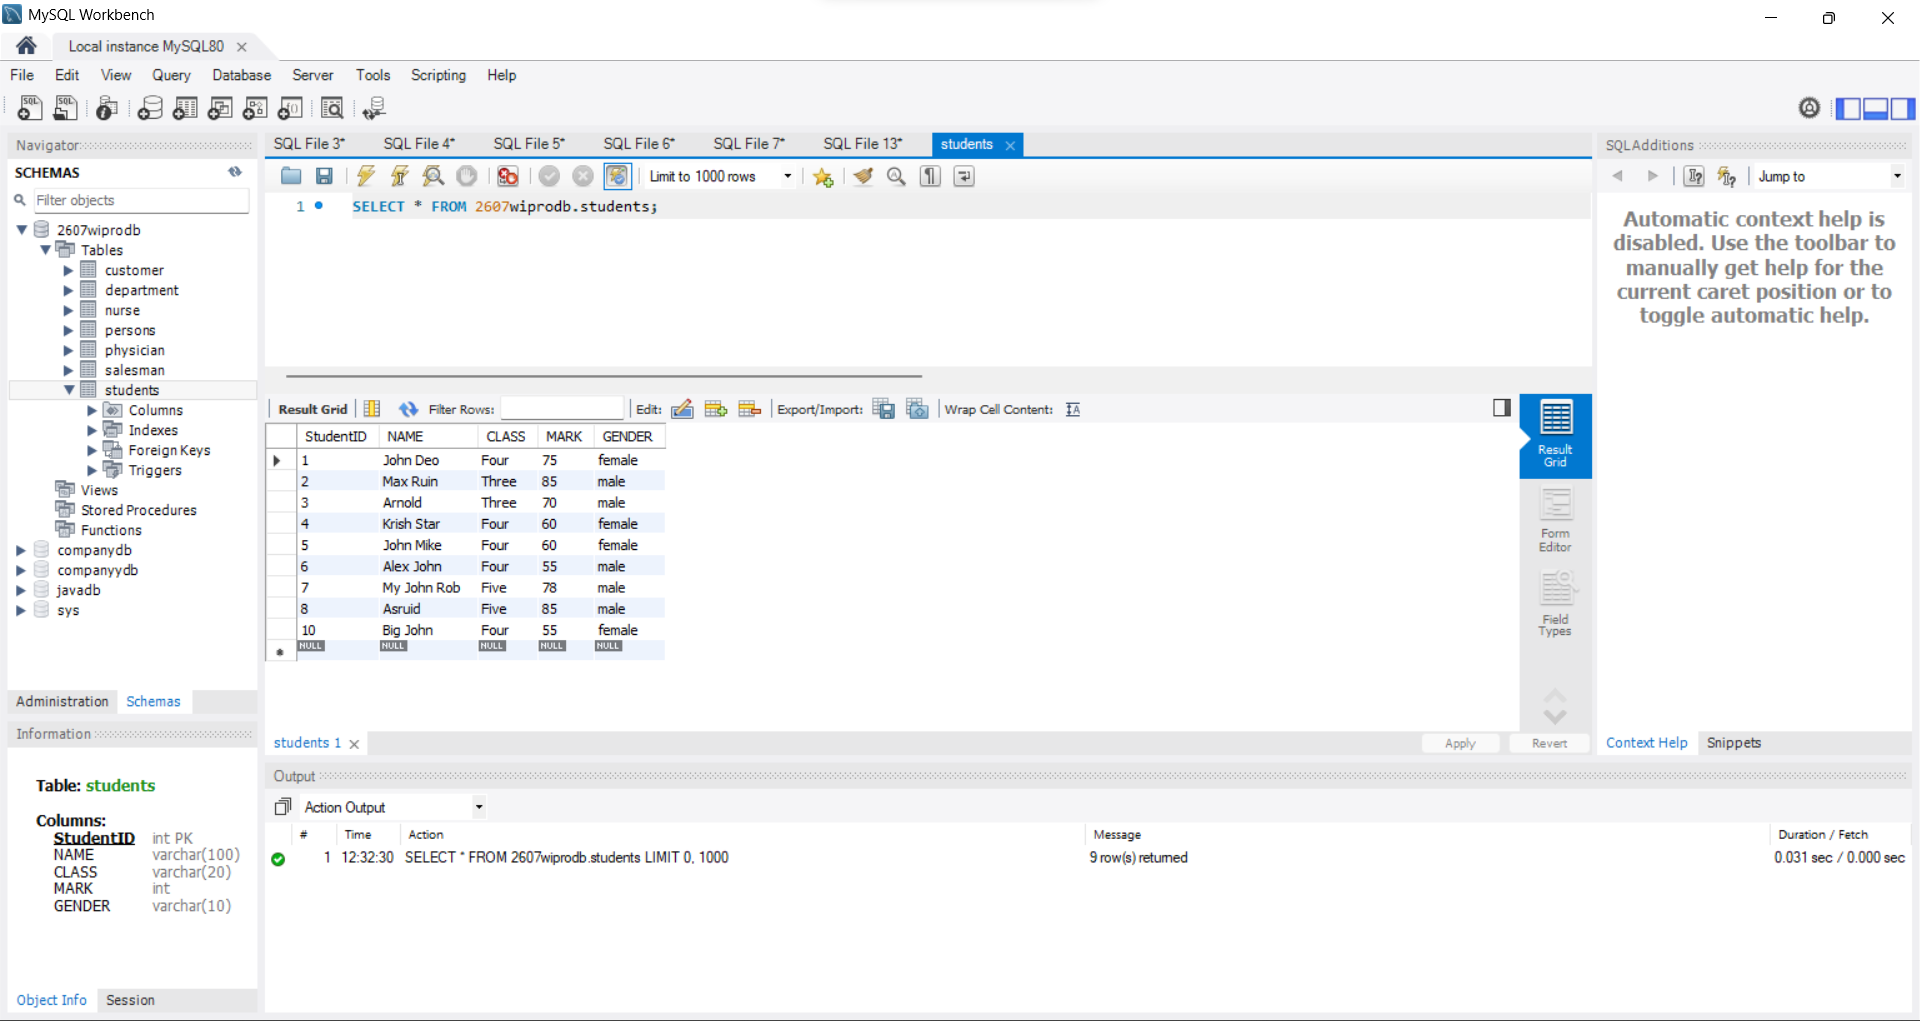 MySQL Workbench
Local instance MySQL80
File Edit View Query Database Server Tools Scripting Help
Navigator
SCHEMAS
Filter objects
2607wiprodb
Tables
customer
department
nurse
persons
physician
salesman
students
Columns
Indexes
Foreign Keys
Triggers
Views
Stored Procedures
Functions
companydb
companyydb
javadb
sys
Administration Schemas
Information
Table: students
Columns:
StudentID int PK
NAME varchar(100)
CLASS varchar(20)
MARK int
GENDER varchar(10)
Object Info Session
SQL File 3* SQL File 4* SQL File 5* SQL File 6* SQL File 7* SQL File 13* students
Limit to 1000 rows
1 SELECT * FROM 2607wiprodb.students;
Result Grid Filter Rows: Edit: Export/Import: Wrap Cell Content:
StudentID NAME CLASS MARK GENDER
1 John Deo Four 75 female
2 Max Ruin Three 85 male
3 Arnold Three 70 male
4 Krish Star Four 60 female
5 John Mike Four 60 female
6 Alex John Four 55 male
7 My John Rob Five 78 male
8 Asruid Five 85 male
10 Big John Four 55 female
NULL NULL NULL NULL NULL
Result
Grid
Form
Editor
Field
Types
students 1
Apply Revert
SQLAdditions
Jump to
Automatic context help is
disabled. Use the toolbar to
manually get help for the
current caret position or to
toggle automatic help.
Context Help Snippets
Output
Action Output
# Time Action Message Duration / Fetch
1 12:32:30 SELECT * FROM 2607wiprodb.students LIMIT 0, 1000 9 row(s) returned 0.031 sec / 0.000 sec